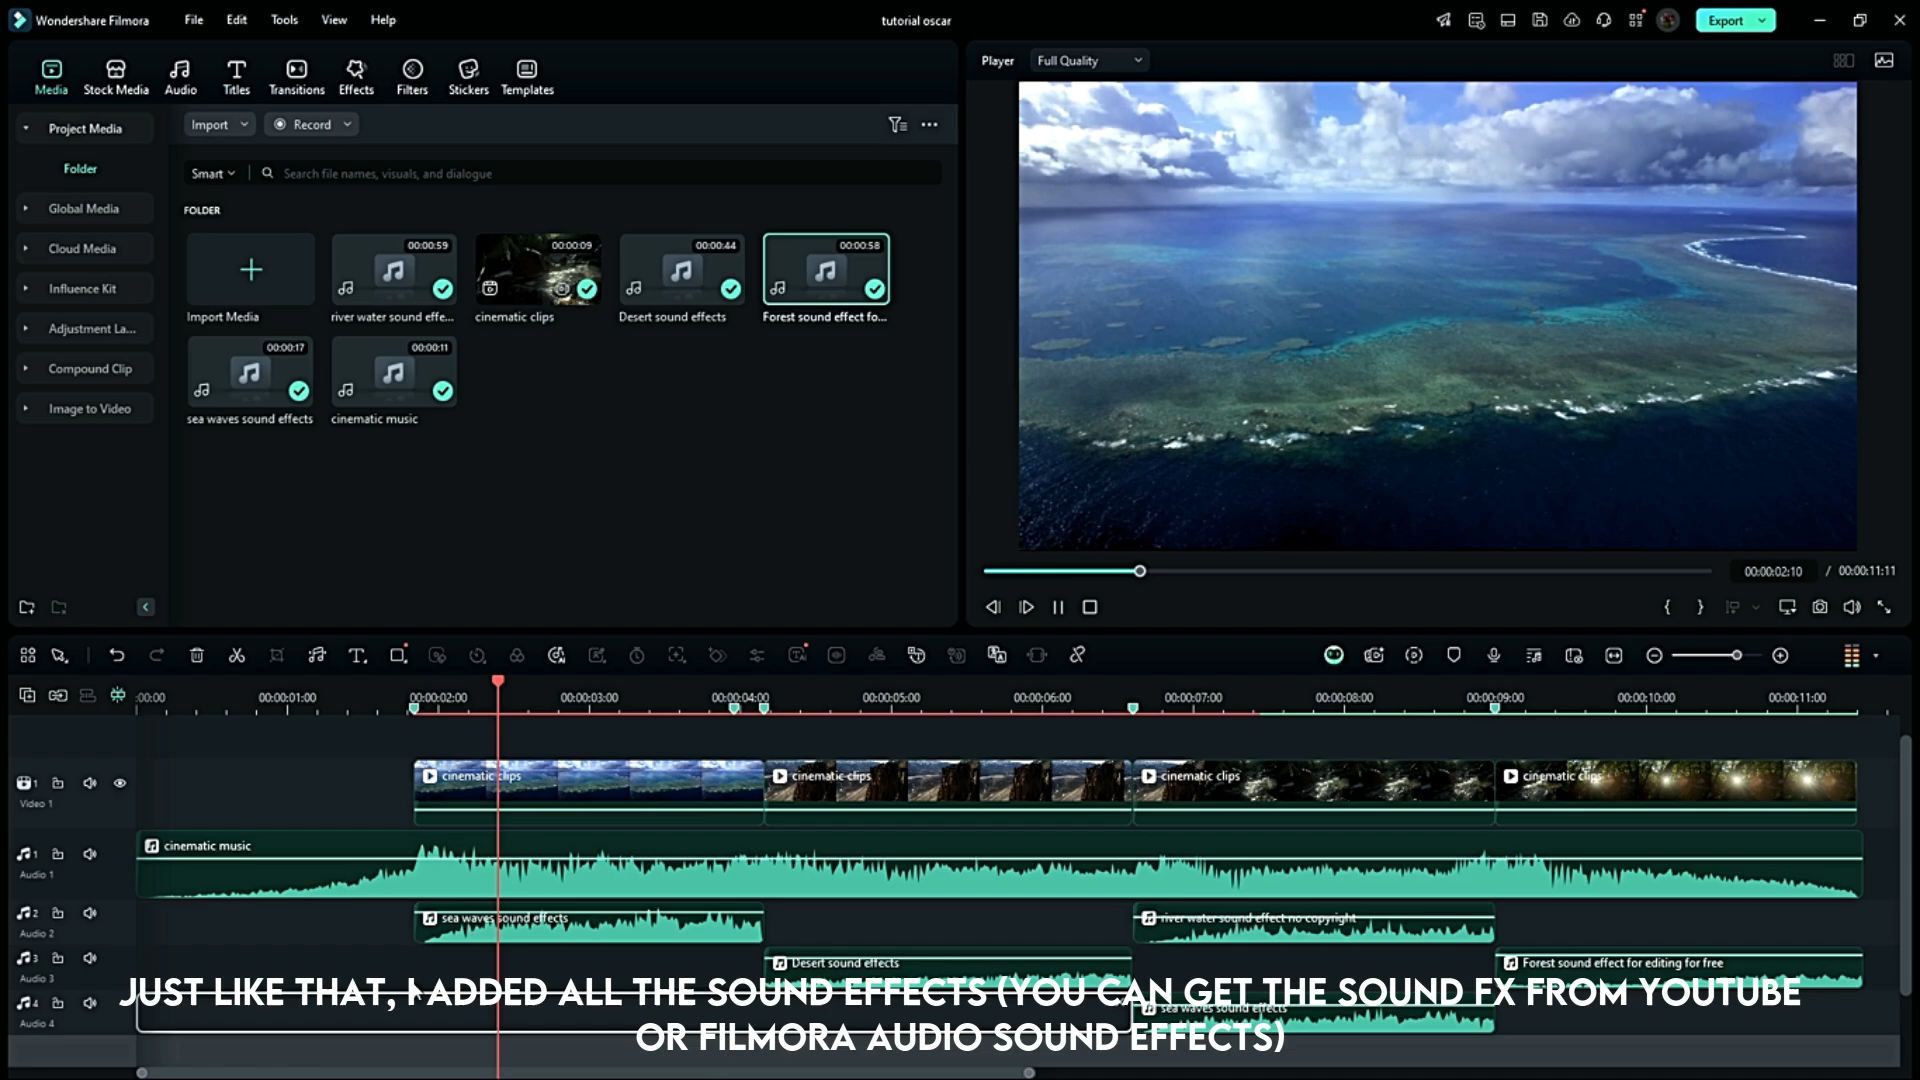 Wondershare Filmora File Edit Tools View Help tutorial oscar Export
Media Stock Media Audio Titles Transitions Effects Filters Stickers Templates
Player Full Quality
Project Media
Folder
Global Media
Cloud Media
Influence Kit
Adjustment La...
Compound Clip
Image to Video
Import Record
Smart Search file names, visuals, and dialogue
FOLDER
00:00:59 00:00:09 00:00:44 00:00:58
Import Media river water sound effe... cinematic clips Desert sound effects Forest sound effect fo...
00:00:17 00:00:11
sea waves sound effects cinematic music
00:00:02:10 / 00:00:11:11
:00:00 00:00:01:00 00:00:02:00 00:00:03:00 00:00:04:00 00:00:05:00 00:00:06:00 00:00:07:00 00:00:08:00 00:00:09:00 00:00:10:00 00:00:11:00
1 cinematic clips cinematic clips cinematic clips cinematic clips
Video 1
1 cinematic music
Audio 1
2 sea waves sound effects river water sound effect no copyright
Audio 2
3 Desert sound effects Forest sound effect for editing for free
Audio 3
4 sea waves sound effects
Audio 4
JUST LIKE THAT, I ADDED ALL THE SOUND EFFECTS (YOU CAN GET THE SOUND FX FROM YOUTUBE
OR FILMORA AUDIO SOUND EFFECTS)